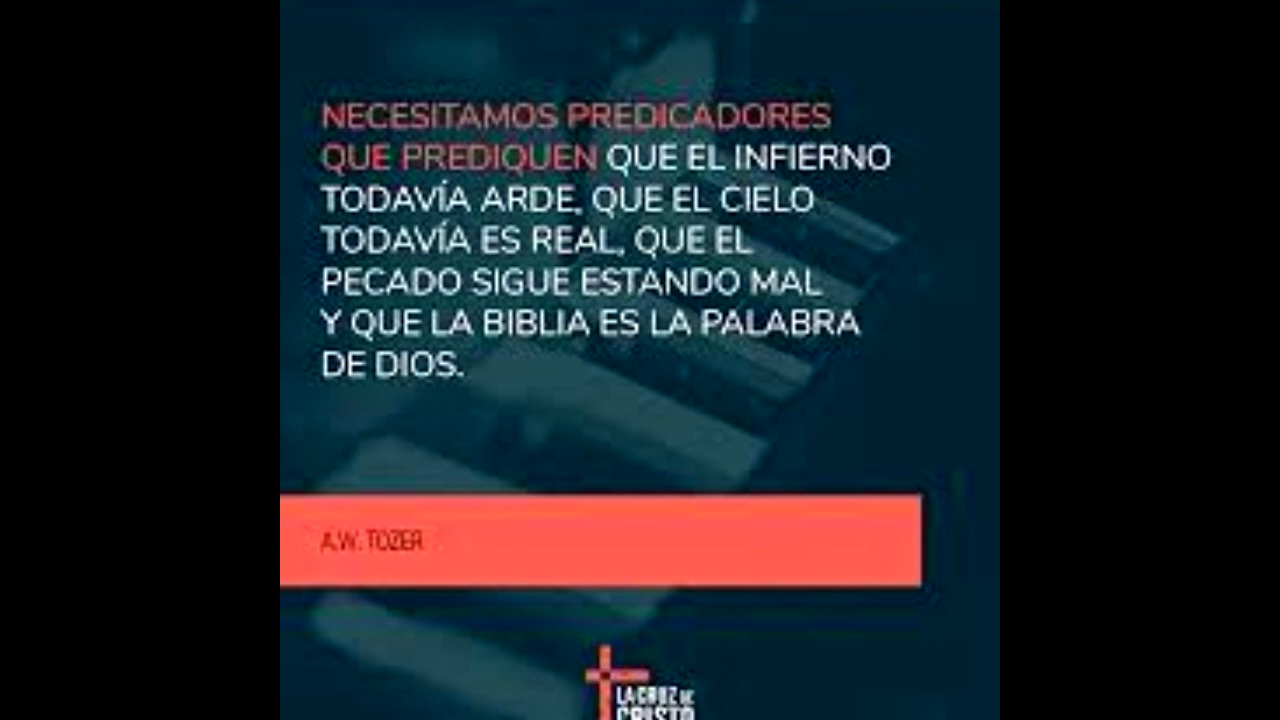 NECESITAMOS PREDICADORES
QUE PREDIQUEN QUE EL INFIERNO
TODAVÍA ARDE, QUE EL CIELO
TODAVÍA ES REAL, QUE EL
PECADO SIGUE ESTANDO MAL
Y QUE LA BIBLIA ES LA PALABRA
DE DIOS.
A.W. TOZER
LA CRUZ DE
CRISTO